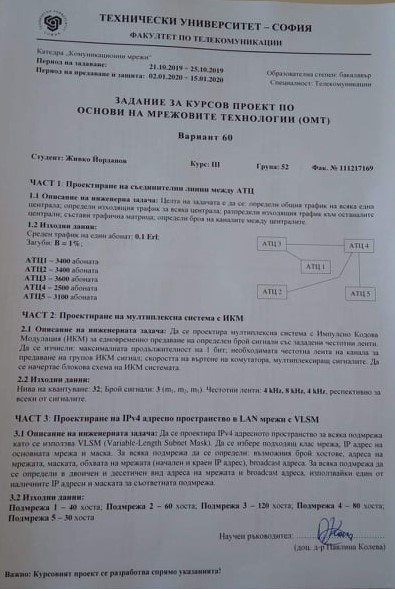 ТЕХНИЧЕСКИ УНИВЕРСИТЕТ – СОФИЯ
ФАКУЛТЕТ ПО ТЕЛЕКОМУНИКАЦИИ
Катедра „Комуникационни мрежи"
Период на задаване: 21.10.2019 – 25.10.2019
Период на предаване и защита: 02.01.2020 – 15.01.2020
Образователна степен: бакалавър
Специалност: Телекомуникации
ЗАДАНИЕ ЗА КУРСОВ ПРОЕКТ ПО
ОСНОВИ НА МРЕЖОВИТЕ ТЕХНОЛОГИИ (ОМТ)
Вариант 60
Студент: Живко Йорданов Курс: III Група: 52 Фак. № 111217169
ЧАСТ 1: Проектиране на съединителни линии между АТЦ
1.1 Описание на инженерна задача: Целта на задачата е да се: определи общия трафик на всяка една
централа; определи изходящия трафик за всяка централа; разпредели изходящия трафик към останалите
централи; състави трафична матрица; определи броя на каналите между централите.
1.2 Изходни данни:
Среден трафик на един абонат: 0.1 Erl;
Загуби: B = 1%.
АТЦ1 – 3400 абоната
АТЦ2 – 3400 абоната
АТЦ3 – 3600 абоната
АТЦ4 – 2500 абоната
АТЦ5 – 3100 абоната
АТЦ 3
АТЦ 4
АТЦ 1
АТЦ 2
АТЦ 5
ЧАСТ 2: Проектиране на мултиплексна система с ИКМ
2.1 Описание на инженерната задача: Да се проектира мултиплексна система с Импулсно Кодова
Модулация (ИКМ) за едновременно предаване на определен брой сигнали със зададени честотни ленти.
Да се изчисли: максималната продължителност на 1 бит; необходимата честотна лента на канала за
предаване на групов ИКМ сигнал; скоростта на въртене на комутатора, мултиплексиращ сигналите. Да
се начертае блокова схема на ИКМ системата.
2.2 Изходни данни:
Нива на квантуване: 32; Брой сигнали: 3 (m₁, m₂, m₃). Честотни ленти: 4 kHz, 8 kHz, 4 kHz, респективно за
всеки от сигналите.
ЧАСТ 3: Проектиране на IPv4 адресно пространство в LAN мрежи с VLSM
3.1 Описание на инженерната задача: Да се проектира IPv4 адресното пространство за всяка подмрежа
като се използва VLSM (Variable-Length Subnet Mask). Да се избере подходящ клас мрежа, IP адрес на
основната мрежа и маска. За всяка подмрежа да се определи: възможния брой хостове, адреса на
мрежата, маската, обхвата на мрежата (начален и краен IP адрес), broadcast адреса. За всяка подмрежа да
се определи в двоичен и десетичен вид адреса на мрежата и broadcast адреса, използвайки един от
наличните IP адреси и маската за съответната подмрежа.
3.2 Изходни данни:
Подмрежа 1 – 40 хоста; Подмрежа 2 – 60 хоста; Подмрежа 3 – 120 хоста; Подмрежа 4 – 80 хоста;
Подмрежа 5 – 30 хоста
Научен ръководител:
(доц. д-р Павлина Колева)
Важно: Курсовият проект се разработва спрямо указанията!